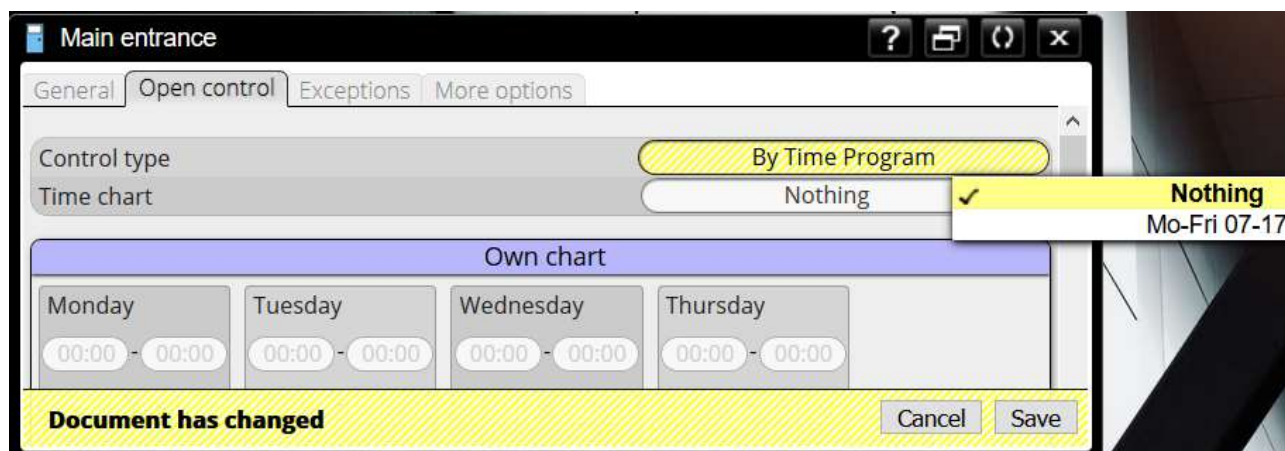 Main entrance ?
General Open control Exceptions More options
Control type By Time Program
Time chart Nothing
Nothing
Mo-Fri 07-17
Own chart
Monday Tuesday Wednesday Thursday
00:00 - 00:00 00:00 - 00:00 00:00 - 00:00 00:00 - 00:00
Document has changed Cancel Save